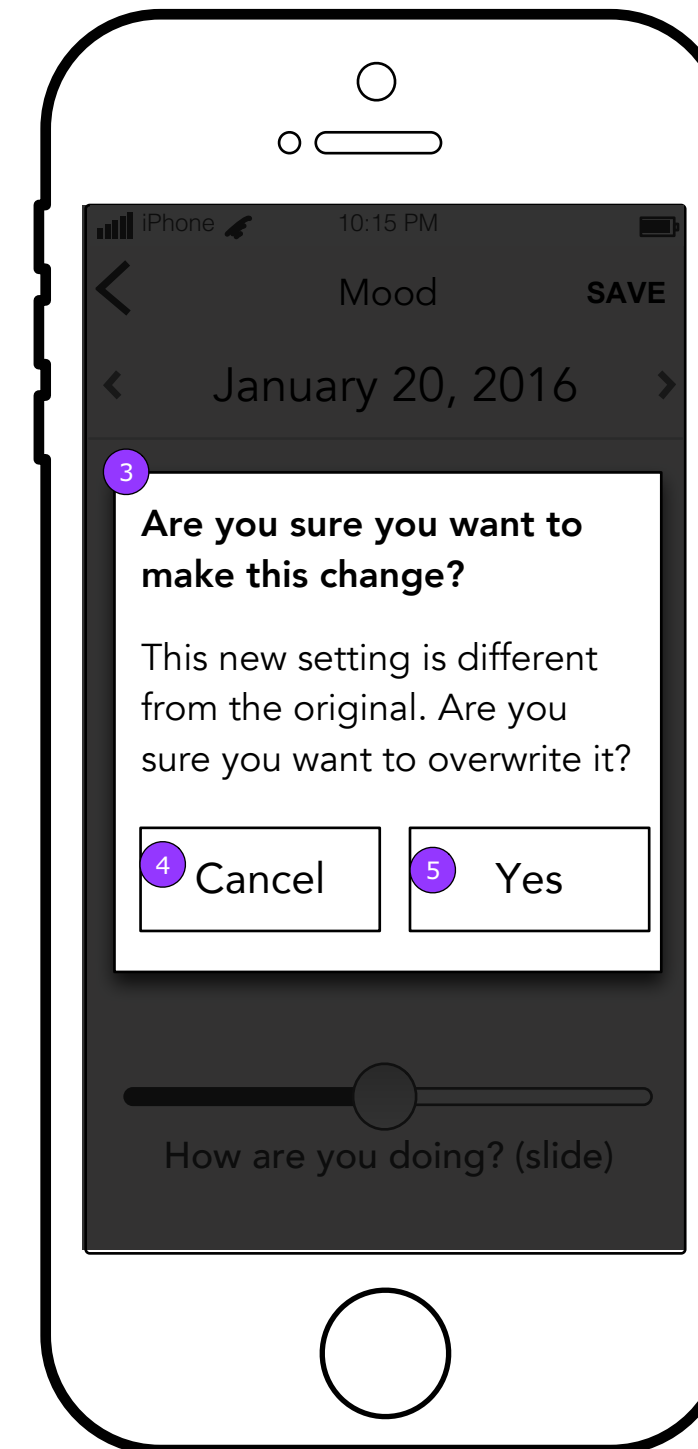 iPhone 10:15 PM
Mood SAVE
January 20, 2016
3
Are you sure you want to
make this change?
This new setting is different
from the original. Are you
sure you want to overwrite it?
4 Cancel 5 Yes
How are you doing? (slide)